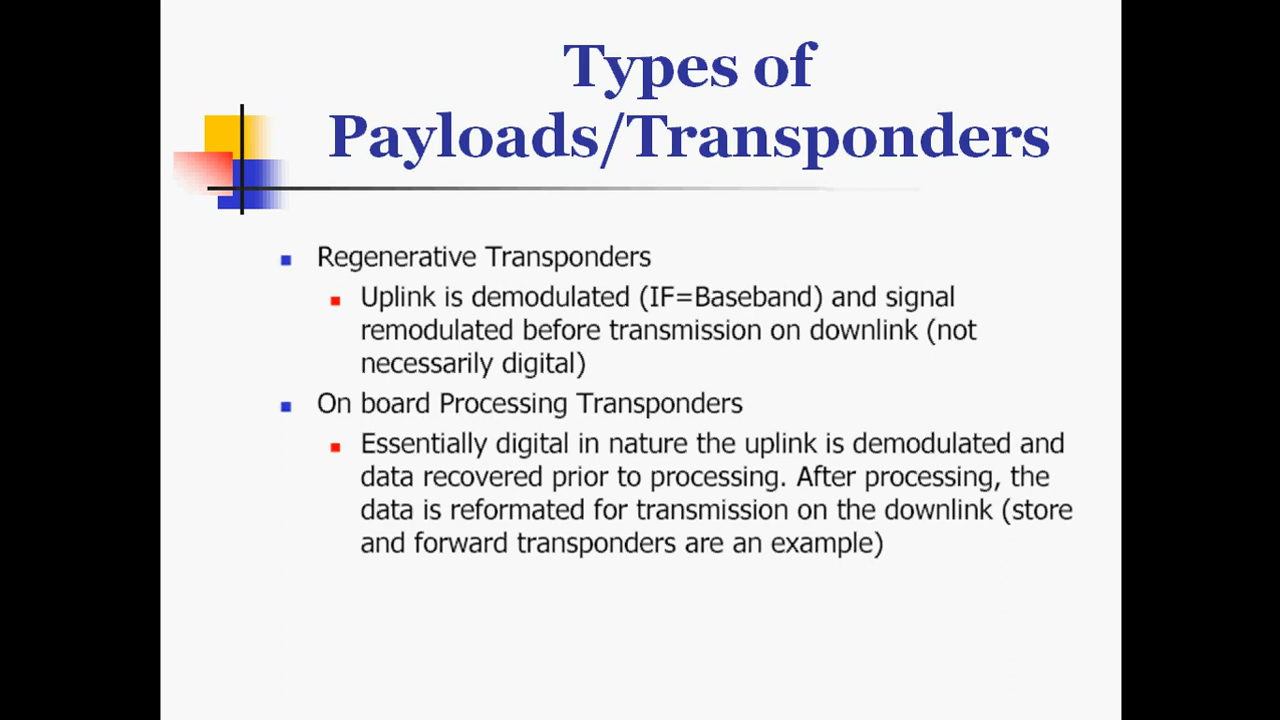 Types of
Payloads/Transponders
Regenerative Transponders
Uplink is demodulated (IF=Baseband) and signal
remodulated before transmission on downlink (not
necessarily digital)
On board Processing Transponders
Essentially digital in nature the uplink is demodulated and
data recovered prior to processing. After processing, the
data is reformated for transmission on the downlink (store
and forward transponders are an example)